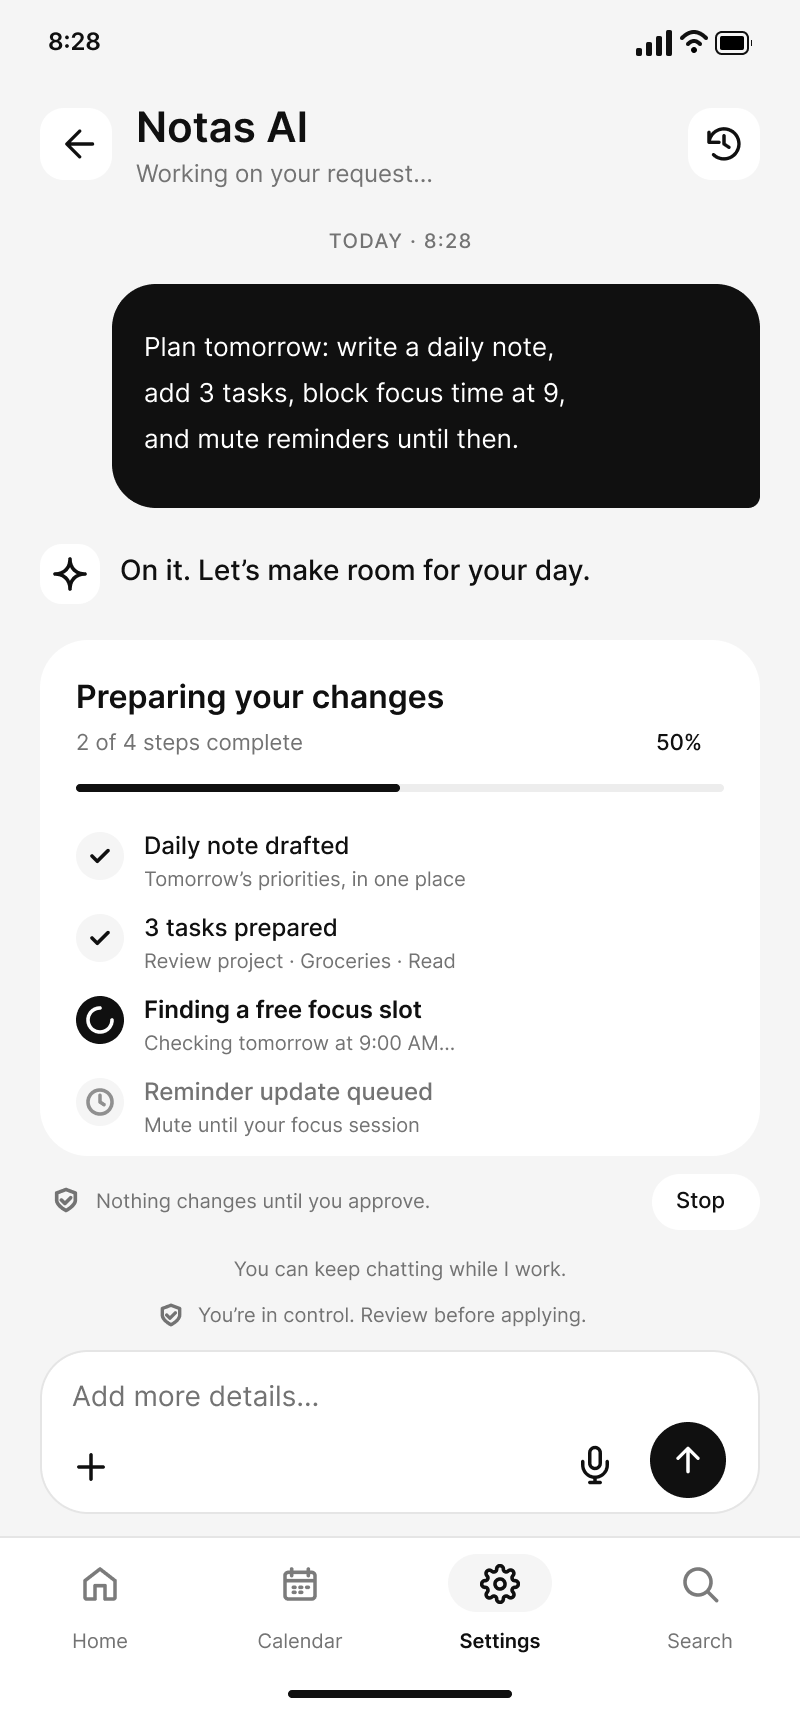 8:28
Notas AI
Working on your request...
TODAY · 8:28
Plan tomorrow: write a daily note,
add 3 tasks, block focus time at 9,
and mute reminders until then.
On it. Let’s make room for your day.
Preparing your changes
2 of 4 steps complete
50%
Daily note drafted
Tomorrow’s priorities, in one place
3 tasks prepared
Review project · Groceries · Read
Finding a free focus slot
Checking tomorrow at 9:00 AM...
Reminder update queued
Mute until your focus session
Nothing changes until you approve.
Stop
You can keep chatting while I work.
You’re in control. Review before applying.
Add more details...
Home
Calendar
Settings
Search